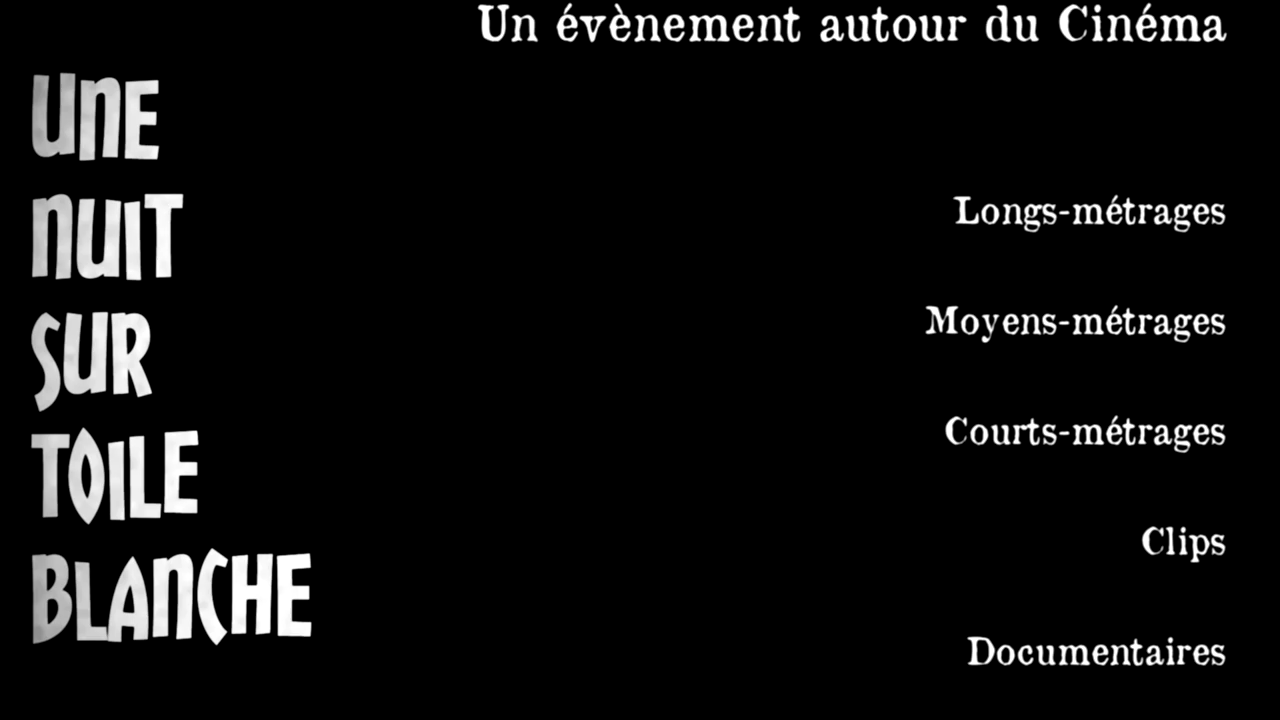 Un évènement autour du Cinéma
UNE
NUIT
SUR
TOILE
BLANCHE
Longs-métrages
Moyens-métrages
Courts-métrages
Clips
Documentaires